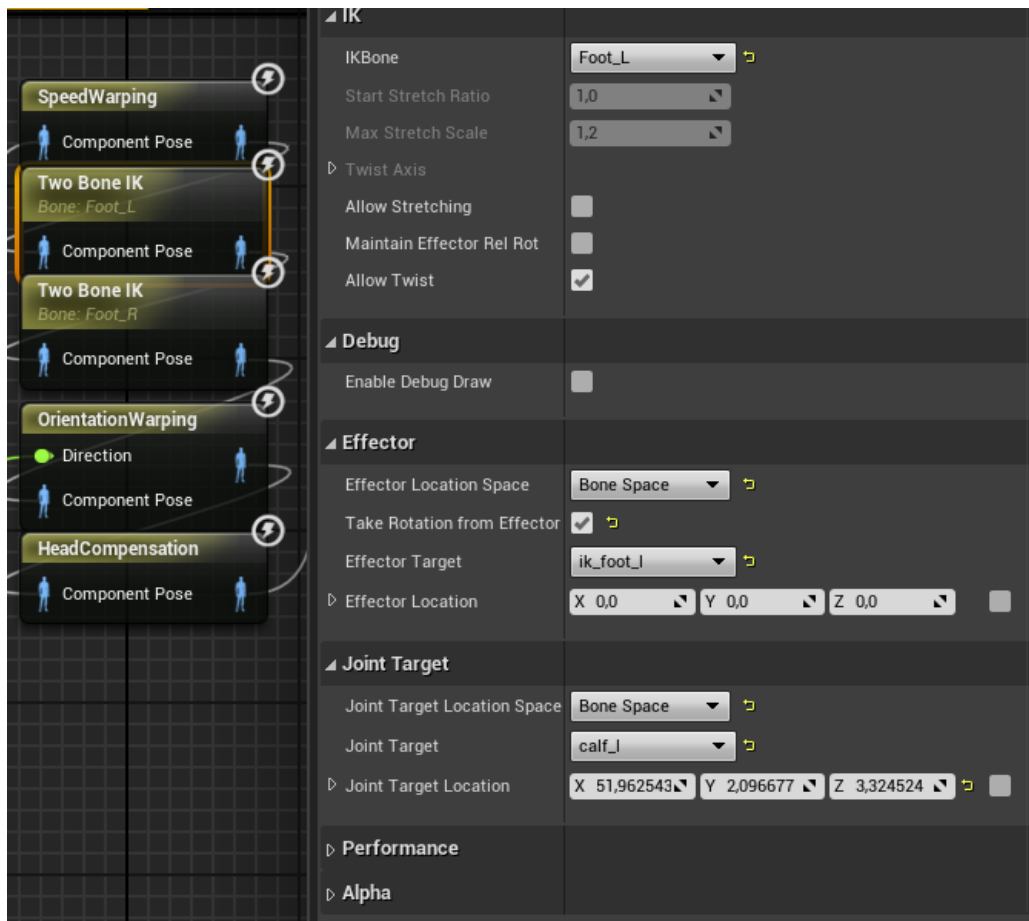 SpeedWarping
Component Pose
Two Bone IK
Bone: Foot_L
Component Pose
Two Bone IK
Bone: Foot_R
Component Pose
OrientationWarping
Direction
Component Pose
HeadCompensation
Component Pose
IK
IKBone Foot_L
Start Stretch Ratio 1,0
Max Stretch Scale 1,2
Twist Axis
Allow Stretching
Maintain Effector Rel Rot
Allow Twist
Debug
Enable Debug Draw
Effector
Effector Location Space Bone Space
Take Rotation from Effector
Effector Target ik_foot_l
Effector Location X 0,0 Y 0,0 Z 0,0
Joint Target
Joint Target Location Space Bone Space
Joint Target calf_l
Joint Target Location X 51,962543 Y 2,096677 Z 3,324524
Performance
Alpha